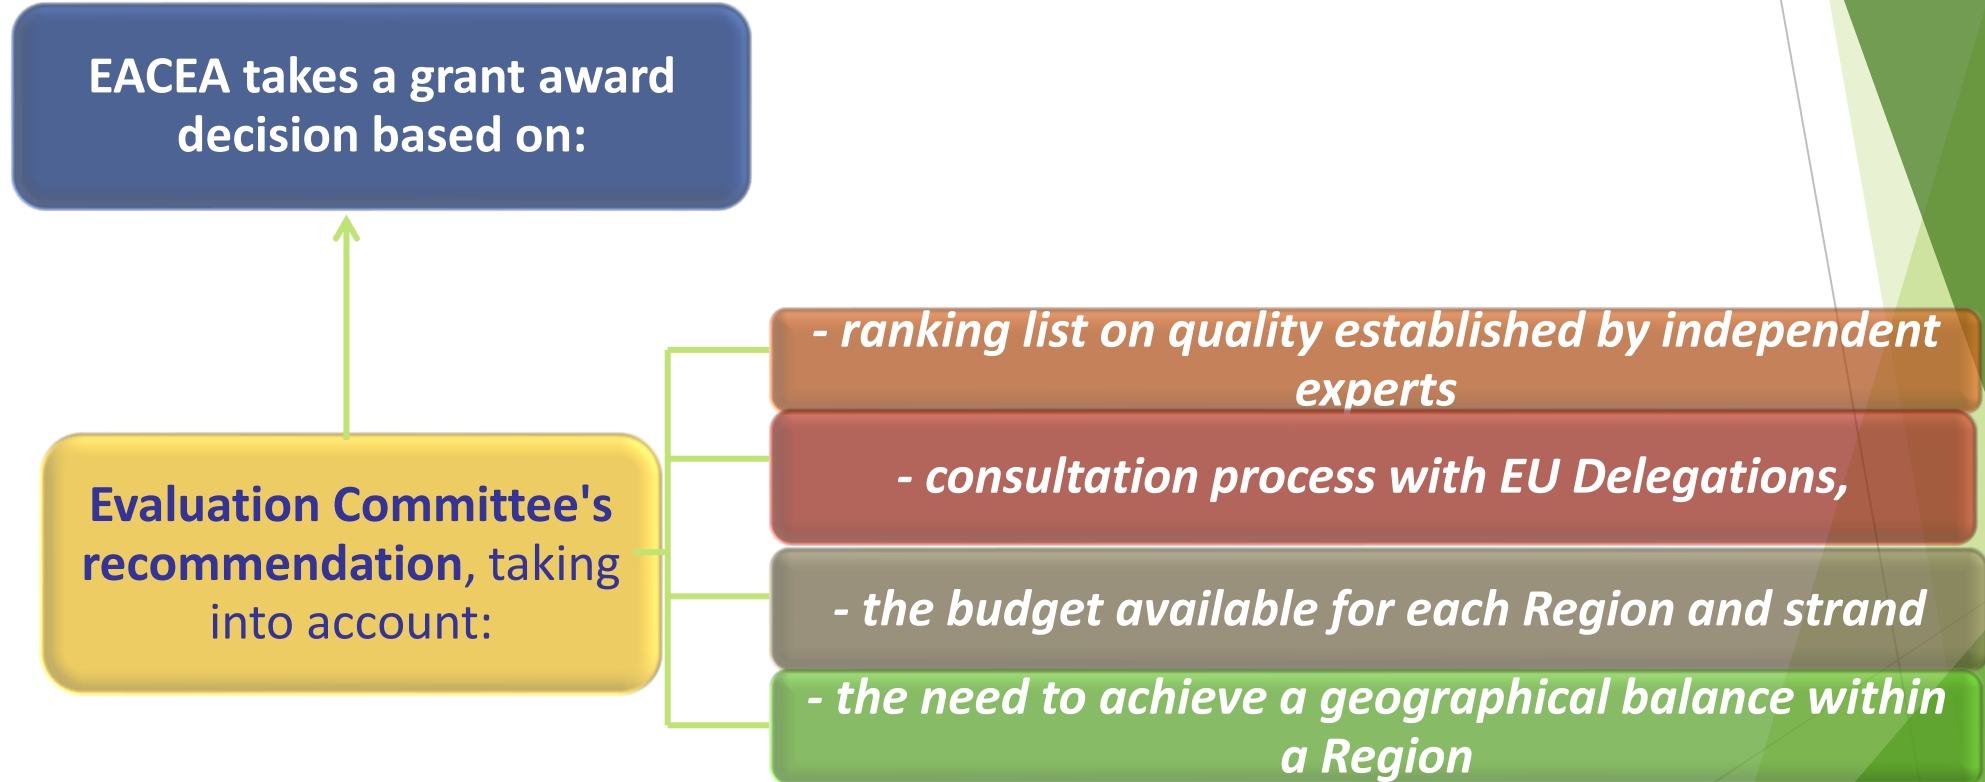 EACEA takes a grant award
decision based on:
Evaluation Committee's
recommendation, taking
into account:
- ranking list on quality established by independent
experts
- consultation process with EU Delegations,
- the budget available for each Region and strand
- the need to achieve a geographical balance within
a Region